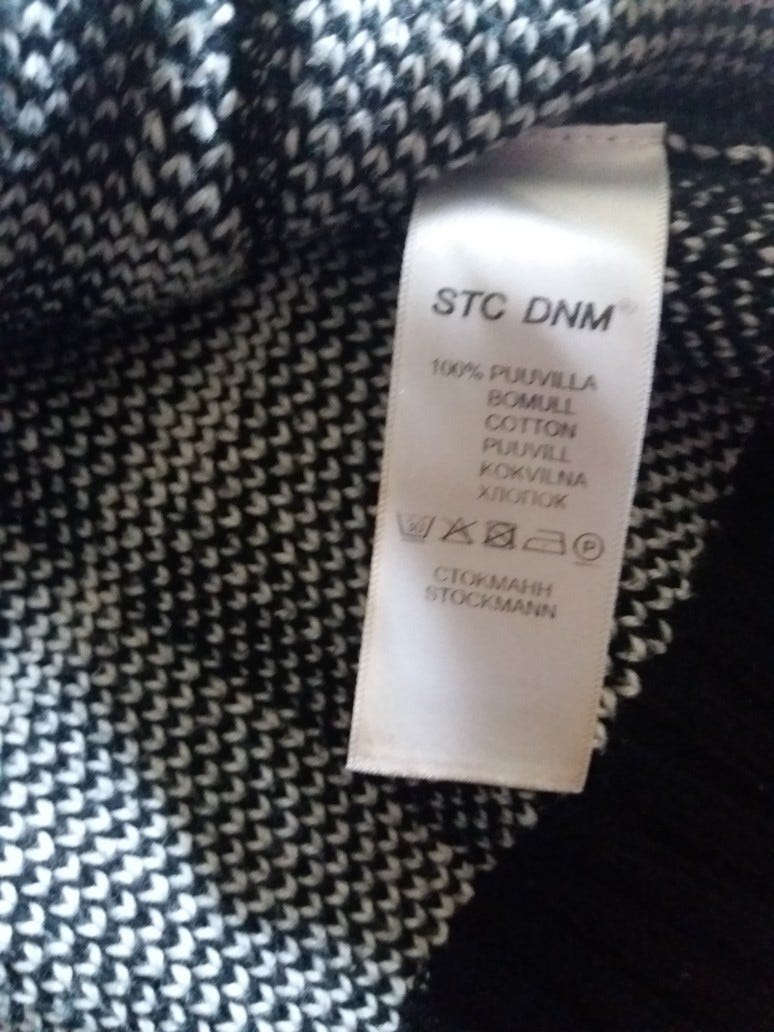 STC DNM®
100% PUUVILLA
BOMULL
COTTON
PUUVILL
KOKVILNA
ХЛОПОК
P
СТОКМАНН
STOCKMANN